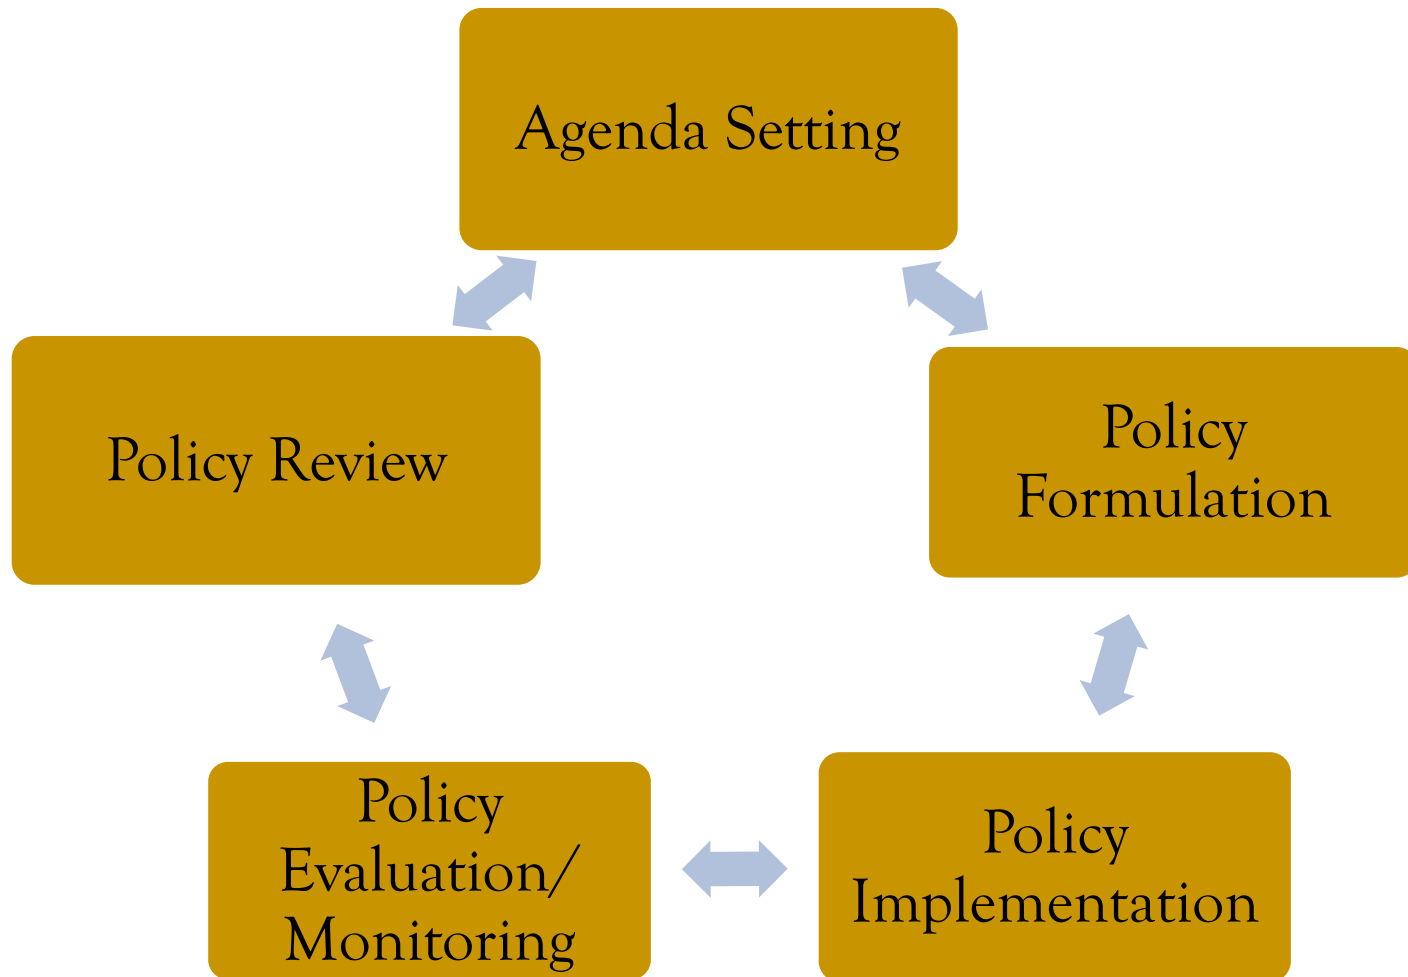 Agenda Setting
Policy Review
Policy
Formulation
Policy
Evaluation/
Monitoring
Policy
Implementation